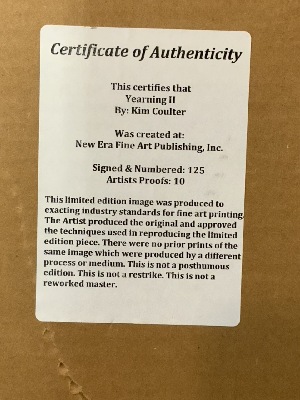 Certificate of Authenticity
This certifies that
Yearning II
By: Kim Coulter
Was created at:
New Era Fine Art Publishing, Inc.
Signed & Numbered: 125
Artists Proofs: 10
This limited edition image was produced to
exacting industry standards for fine art printing.
The Artist produced the original and approved
the techniques used in reproducing the limited
edition piece. There were no prior prints of the
same image which were produced by a different
process or medium. This is not a posthumous
edition. This is not a restrike. This is not a
reworked master.